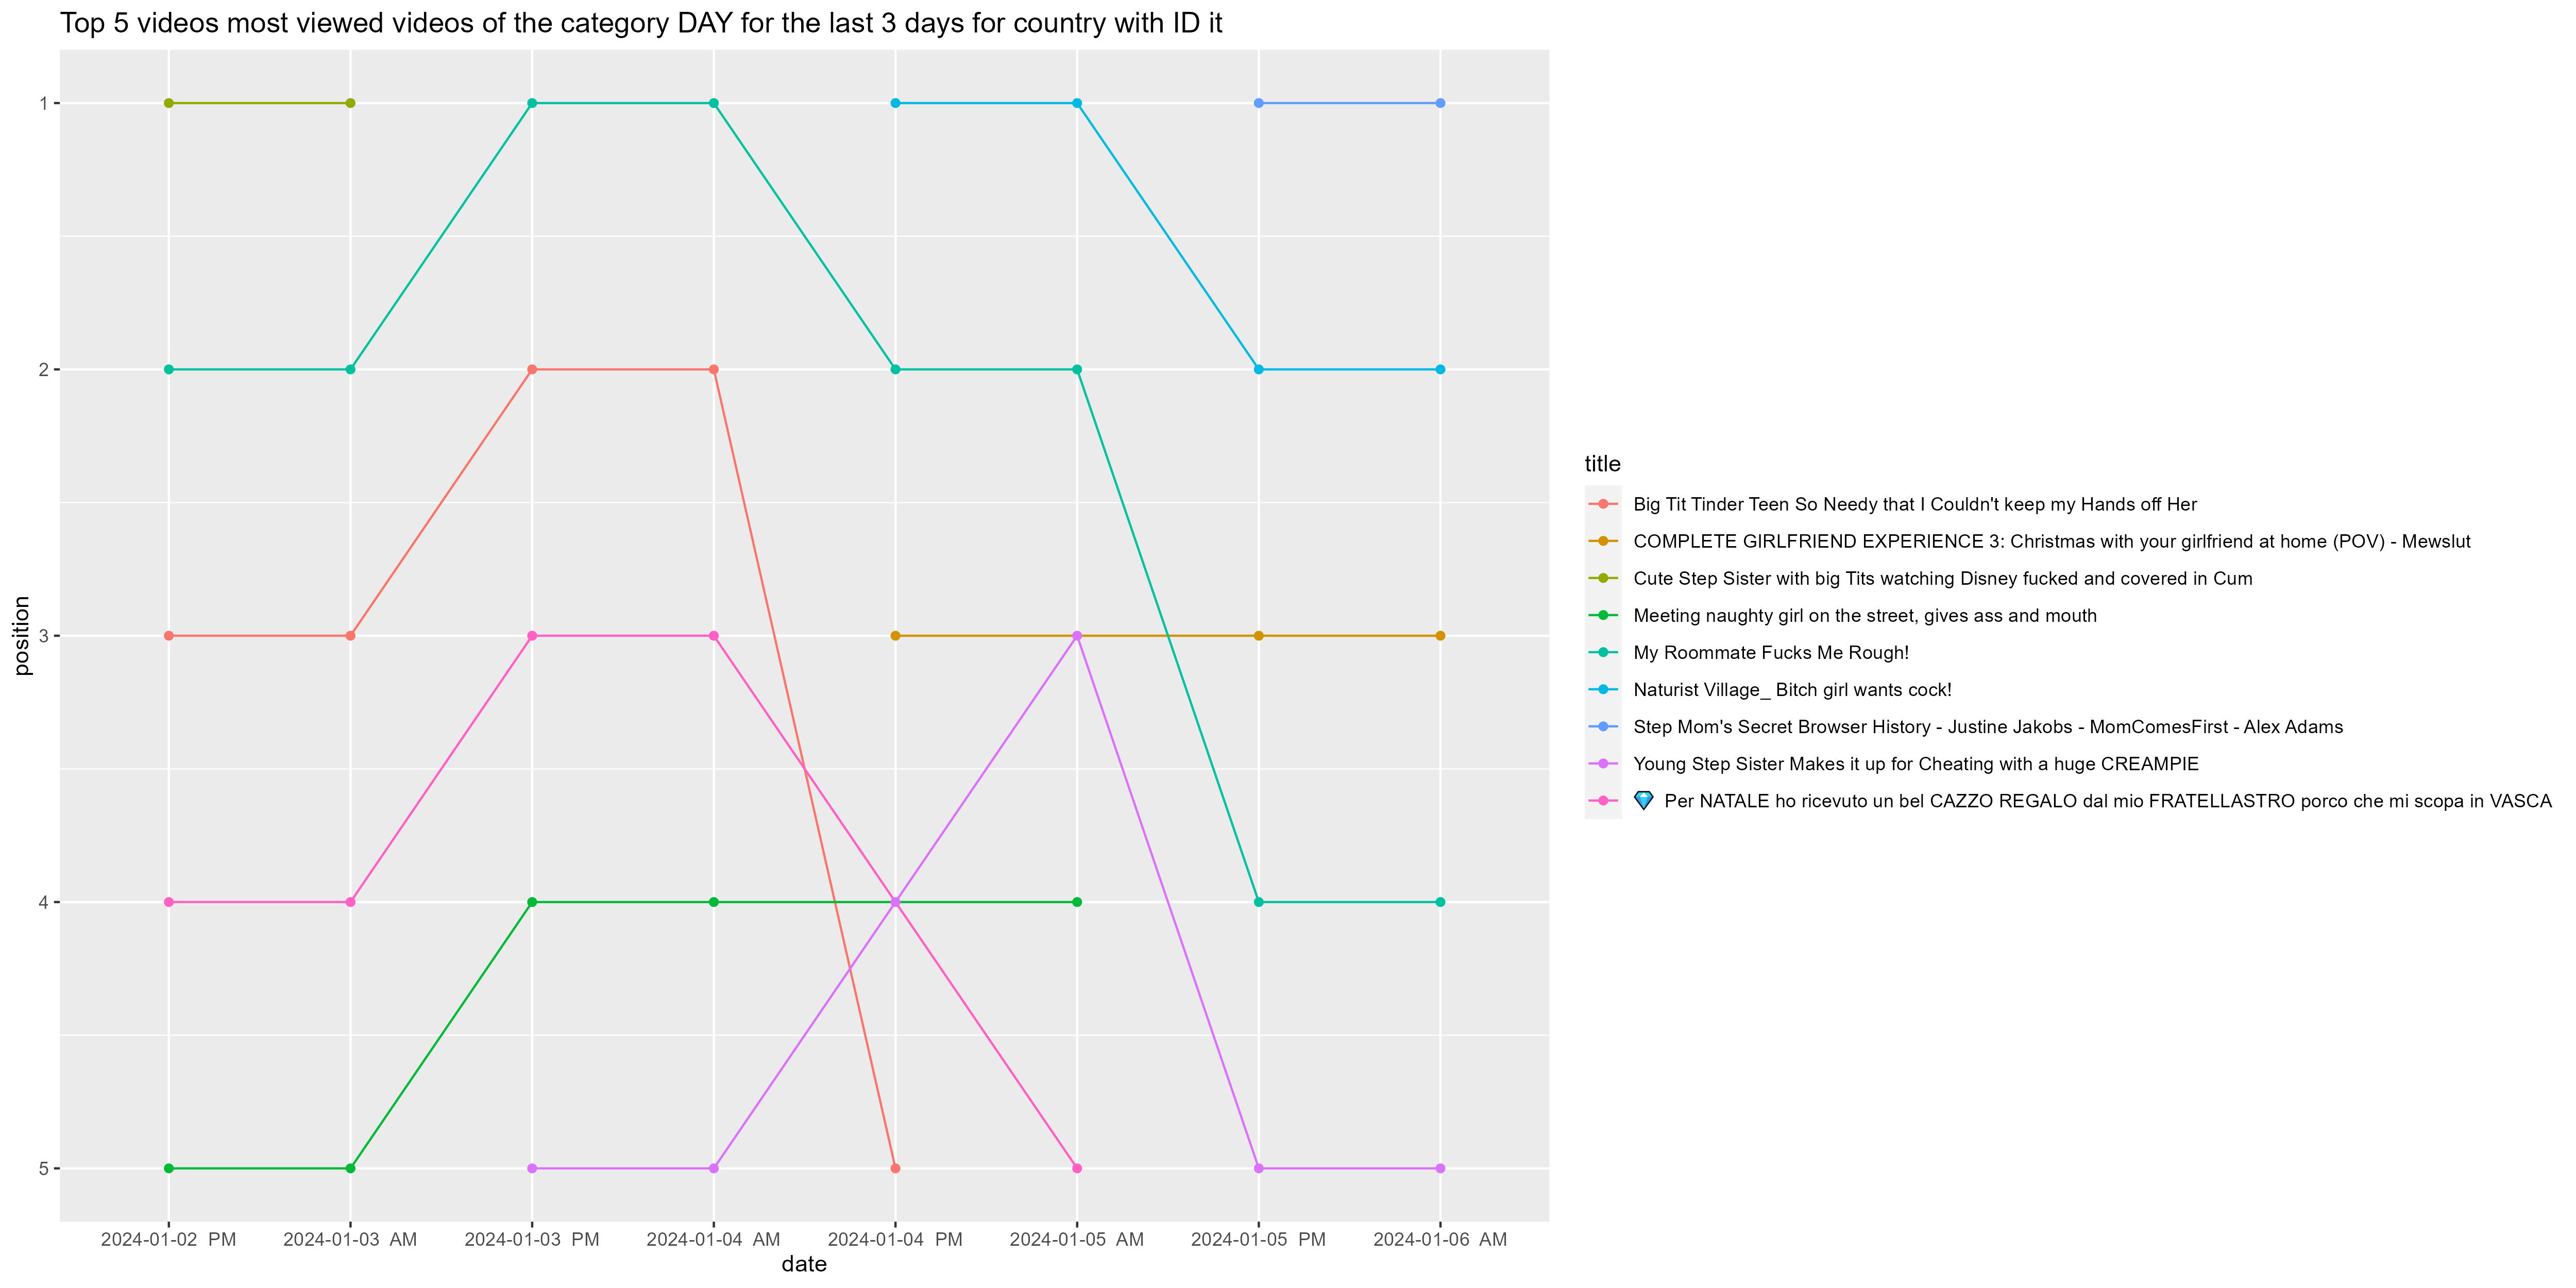 Top 5 videos most viewed videos of the category DAY for the last 3 days for country with ID it
position
1
2
3
4
5
2024-01-02 PM
2024-01-03 AM
2024-01-03 PM
2024-01-04 AM
2024-01-04 PM
2024-01-05 AM
2024-01-05 PM
2024-01-06 AM
date
title
Big Tit Tinder Teen So Needy that I Couldn't keep my Hands off Her
COMPLETE GIRLFRIEND EXPERIENCE 3: Christmas with your girlfriend at home (POV) - Mewslut
Cute Step Sister with big Tits watching Disney fucked and covered in Cum
Meeting naughty girl on the street, gives ass and mouth
My Roommate Fucks Me Rough!
Naturist Village_ Bitch girl wants cock!
Step Mom's Secret Browser History - Justine Jakobs - MomComesFirst - Alex Adams
Young Step Sister Makes it up for Cheating with a huge CREAMPIE
💎 Per NATALE ho ricevuto un bel CAZZO REGALO dal mio FRATELLASTRO porco che mi scopa in VASCA